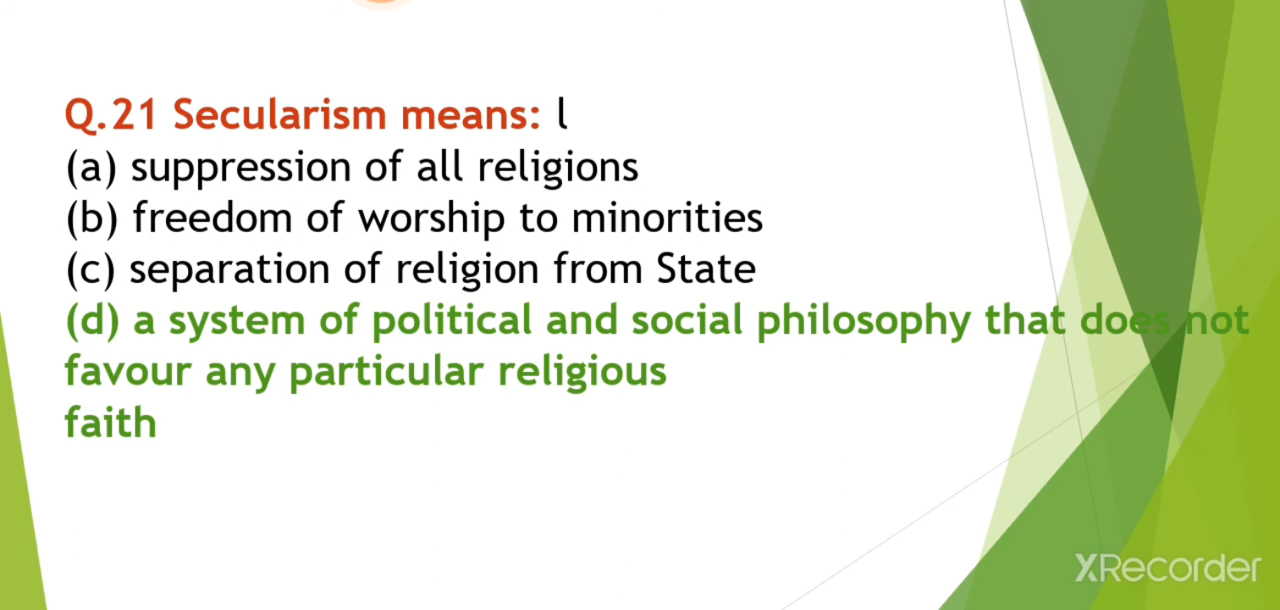 Q.21 Secularism means: l
(a) suppression of all religions
(b) freedom of worship to minorities
(c) separation of religion from State
(d) a system of political and social philosophy that does not
favour any particular religious
faith
XRecorder